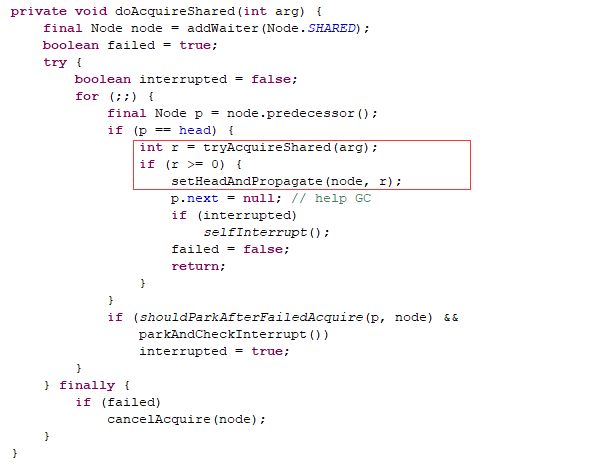 private void doAcquireShared(int arg) {
    final Node node = addWaiter(Node.SHARED);
    boolean failed = true;
    try {
        boolean interrupted = false;
        for (;;) {
            final Node p = node.predecessor();
            if (p == head) {
                int r = tryAcquireShared(arg);
                if (r >= 0) {
                    setHeadAndPropagate(node, r);
                    p.next = null; // help GC
                    if (interrupted)
                        selfInterrupt();
                    failed = false;
                    return;
                }
            }
            if (shouldParkAfterFailedAcquire(p, node) &&
                parkAndCheckInterrupt())
                interrupted = true;
        }
    } finally {
        if (failed)
            cancelAcquire(node);
    }
}